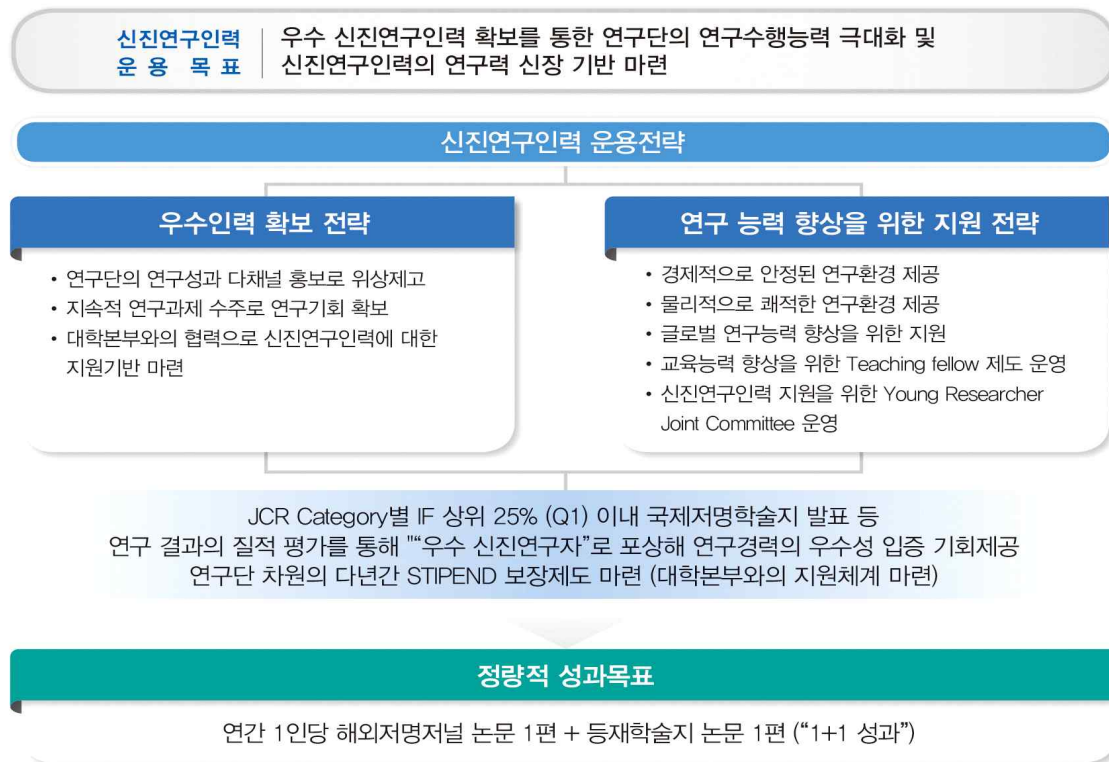 신진연구인력
운 용 목 표
우수 신진연구인력 확보를 통한 연구단의 연구수행능력 극대화 및
신진연구인력의 연구력 신장 기반 마련
신진연구인력 운용전략
우수인력 확보 전략
• 연구단의 연구성과 다채널 홍보로 위상제고
• 지속적 연구과제 수주로 연구기회 확보
• 대학본부와의 협력으로 신진연구인력에 대한
지원기반 마련
연구 능력 향상을 위한 지원 전략
• 경제적으로 안정된 연구환경 제공
• 물리적으로 쾌적한 연구환경 제공
• 글로벌 연구능력 향상을 위한 지원
• 교육능력 향상을 위한 Teaching fellow 제도 운영
• 신진연구인력 지원을 위한 Young Researcher
Joint Committee 운영
JCR Category별 IF 상위 25% (Q1) 이내 국제저명학술지 발표 등
연구 결과의 질적 평가를 통해 "“우수 신진연구자”로 포상해 연구경력의 우수성 입증 기회제공
연구단 차원의 다년간 STIPEND 보장제도 마련 (대학본부와의 지원체계 마련)
정량적 성과목표
연간 1인당 해외저명저널 논문 1편 + 등재학술지 논문 1편 (“1+1 성과”)